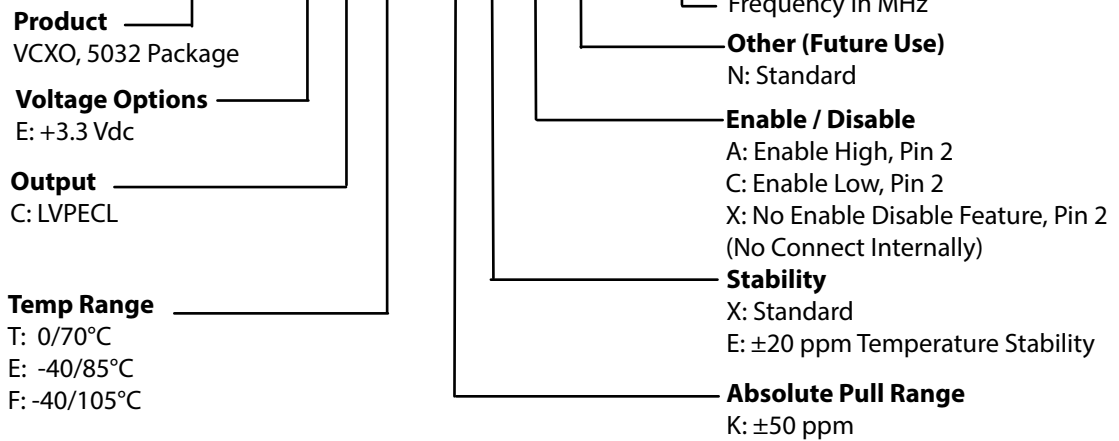 Product
VCXO, 5032 Package
Voltage Options
E: +3.3 Vdc
Output
C: LVPECL
Temp Range
T: 0/70°C
E: -40/85°C
F: -40/105°C
Frequency in MHz
Other (Future Use)
N: Standard
Enable / Disable
A: Enable High, Pin 2
C: Enable Low, Pin 2
X: No Enable Disable Feature, Pin 2
(No Connect Internally)
Stability
X: Standard
E: ±20 ppm Temperature Stability
Absolute Pull Range
K: ±50 ppm